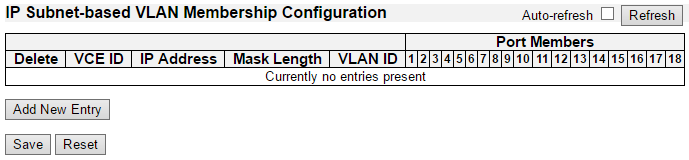 IP Subnet-based VLAN Membership Configuration
Auto-refresh Refresh
Port Members
Delete VCE ID IP Address Mask Length VLAN ID 1 2 3 4 5 6 7 8 9 10 11 12 13 14 15 16 17 18
Currently no entries present
Add New Entry
Save Reset